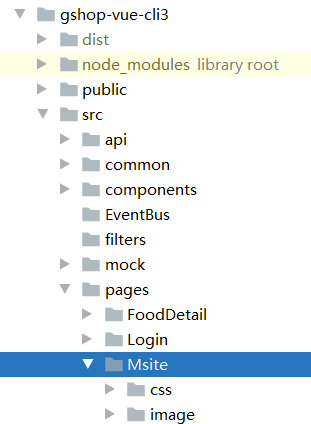 gshop-vue-cli3
dist
node_modules library root
public
src
api
common
components
EventBus
filters
mock
pages
FoodDetail
Login
Msite
css
image